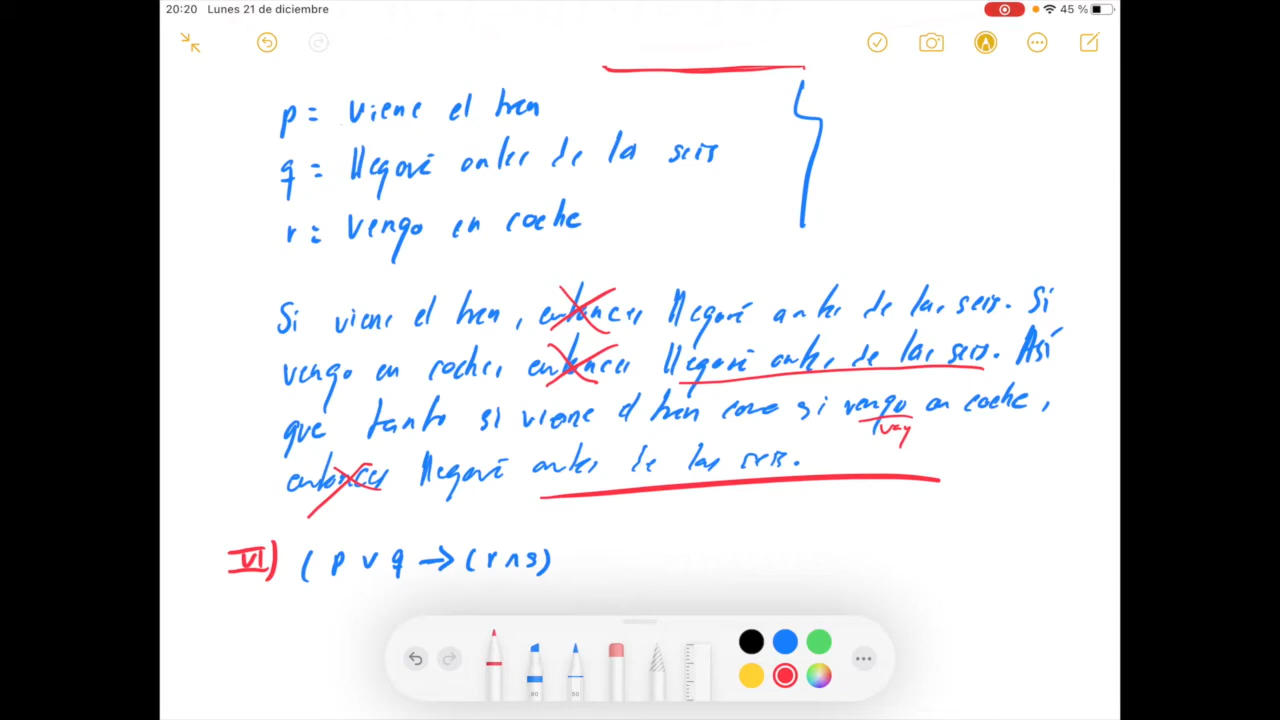 20:20 Lunes 21 de diciembre 45 %
p = viene el tren
q = llegaré antes de la seis
r = vengo en coche
Si viene el tren, entonces llegaré antes de las seis. Si
vengo en coche, entonces llegaré antes de las seis. Así
que tanto si viene el tren como si vengo en coche,
voy
entonces llegaré antes de las seis.
VI) ( p ∨ q → ( r ∧ s )
80 50